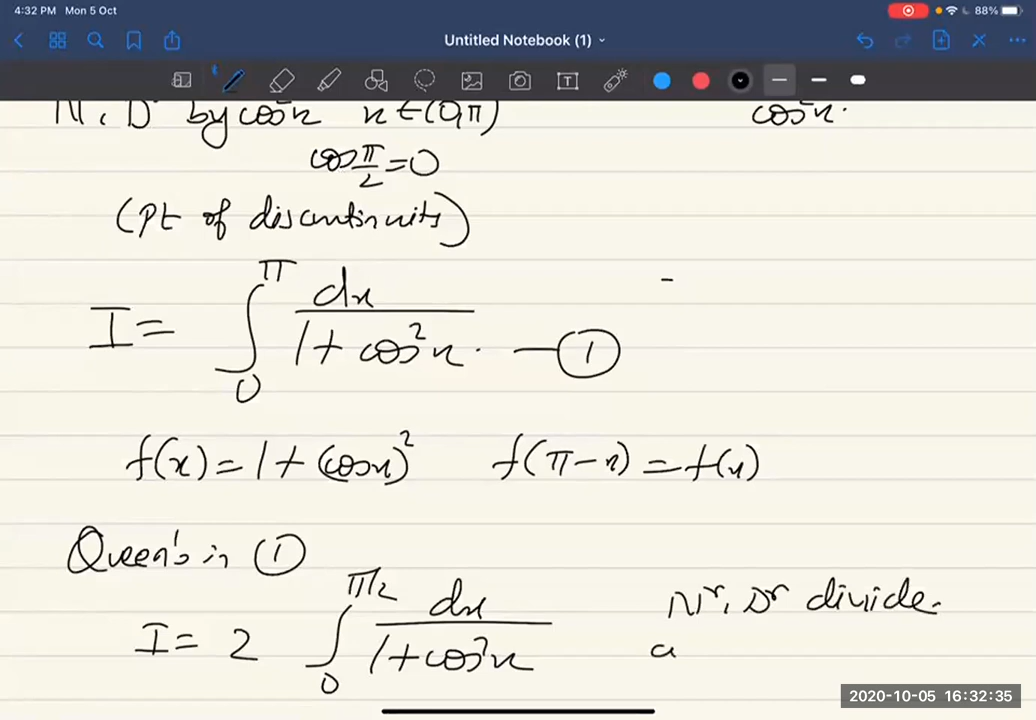 4:32 PM Mon 5 Oct
88%
Untitled Notebook (1)
N, D by cos²x x∈(0,π)
cos²x.
cos π/2 = 0
(Pt of discontinuity)
I = ∫₀^π dx/(1+cos²x) — ①
f(x) = 1+(cosx)² f(π-x) = f(x)
Queen's in ①
I = 2 ∫₀^(π/2) dx/(1+cos²x)
Nʳ, Dʳ divide
2020-10-05 16:32:35